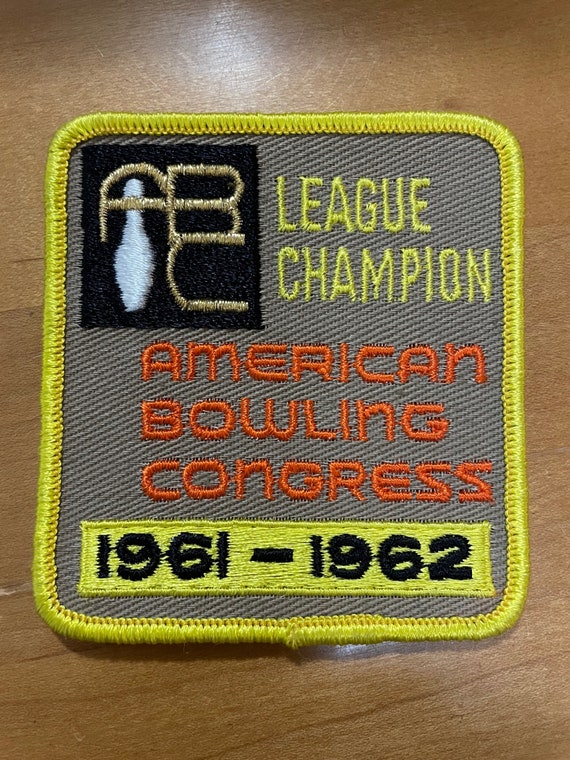 ABC
LEAGUE
CHAMPION
AMERICAN
BOWLING
CONGRESS
1961 - 1962